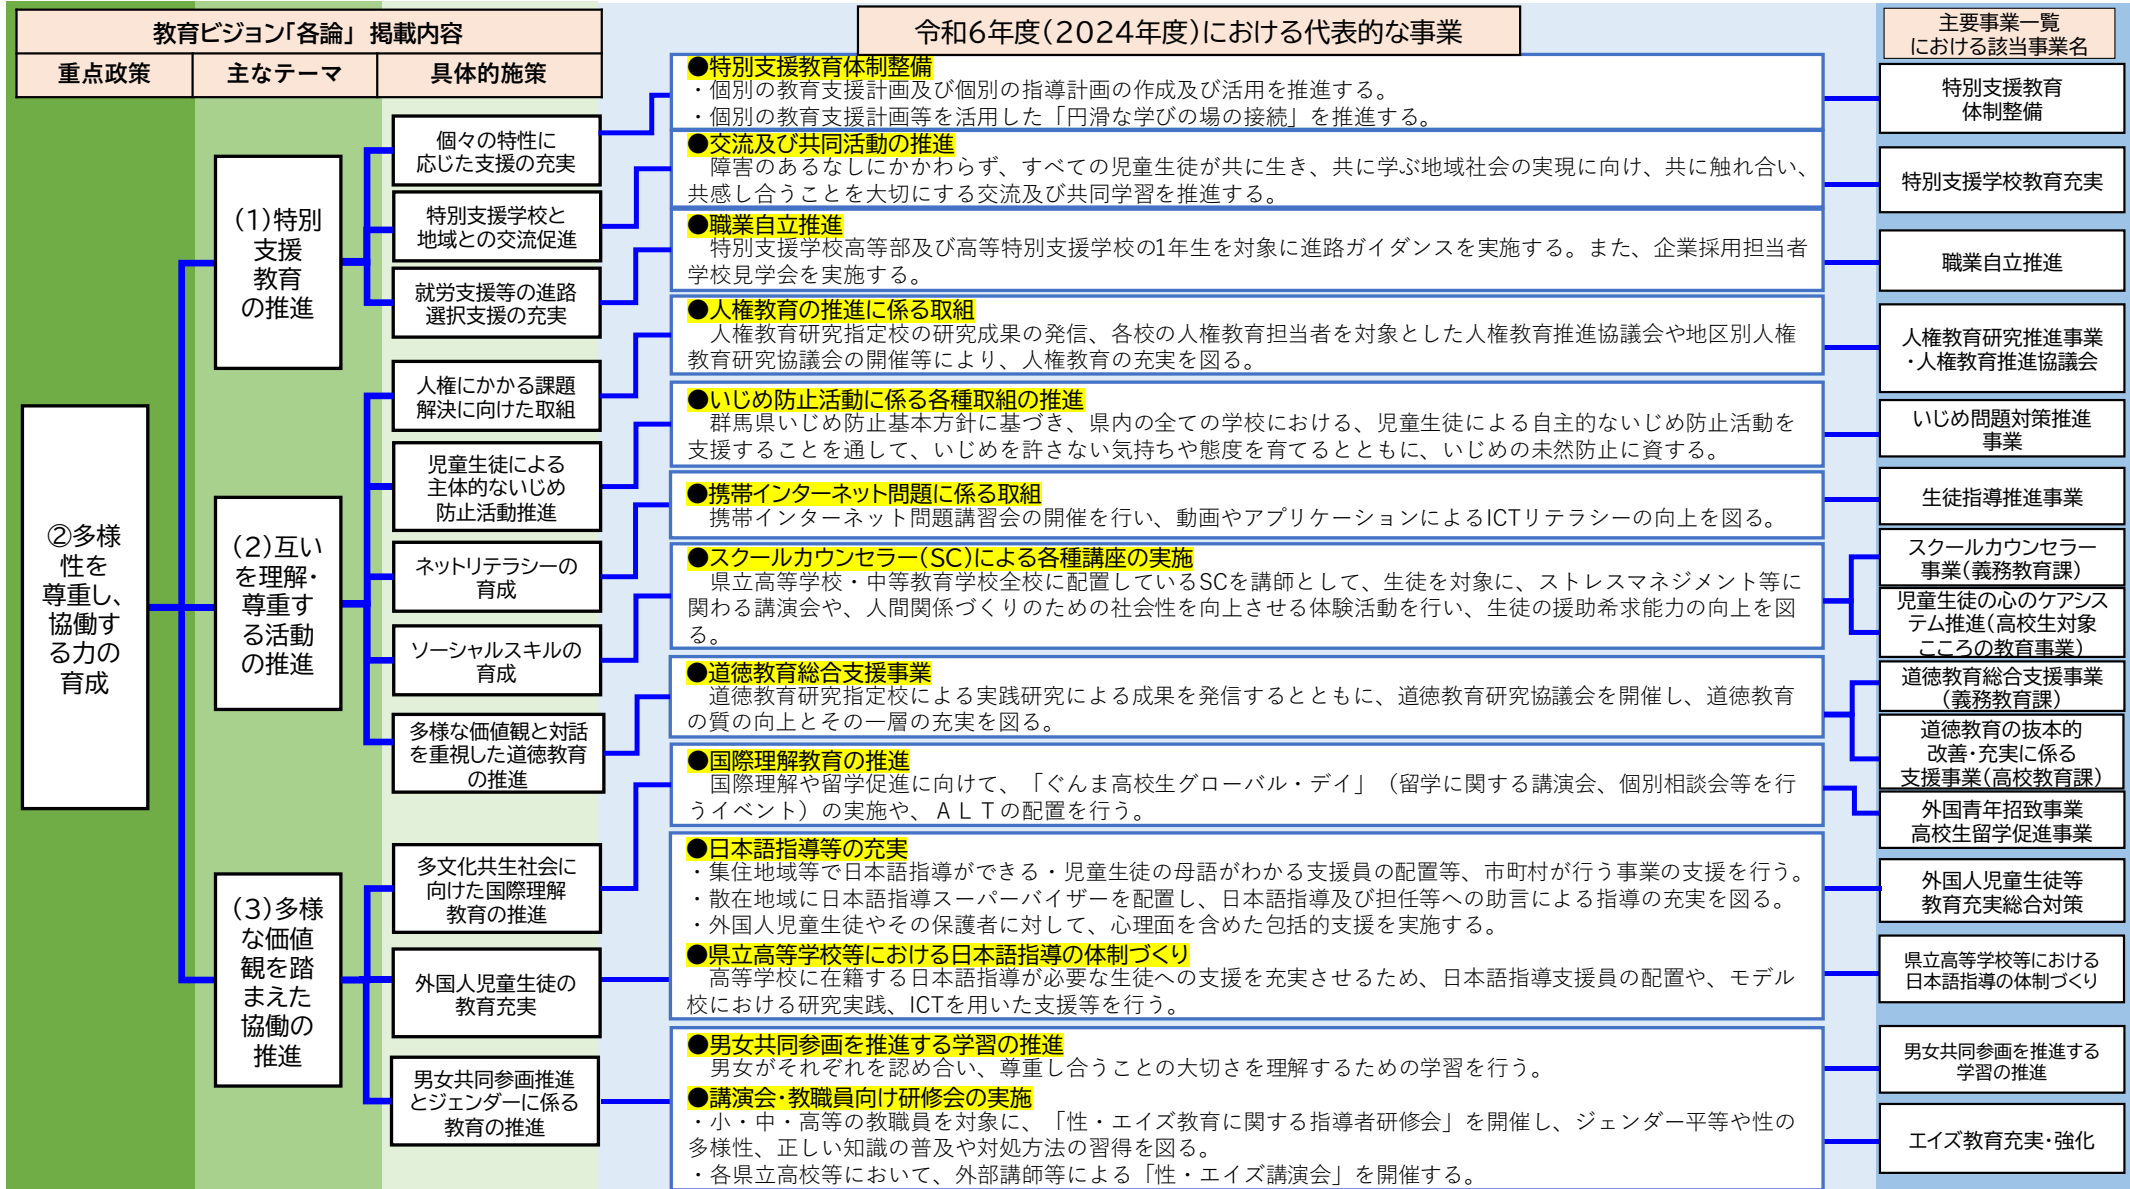 教育ビジョン「各論」 掲載内容
重点政策
主なテーマ
具体的施策
令和6年度(2024年度)における代表的な事業
主要事業一覧
における該当事業名
②多様
性を
尊重し、
協働す
る力の
育成
(1)特別
支援
教育
の推進
個々の特性に
応じた支援の充実
特別支援学校と
地域との交流促進
就労支援等の進路
選択支援の充実
(2)互い
を理解・
尊重す
る活動
の推進
人権にかかる課題
解決に向けた取組
児童生徒による
主体的ないじめ
防止活動推進
ネットリテラシーの
育成
ソーシャルスキルの
育成
多様な価値観と対話
を重視した道徳教育
の推進
(3)多様
な価値
観を踏
まえた
協働の
推進
多文化共生社会に
向けた国際理解
教育の推進
外国人児童生徒の
教育充実
男女共同参画推進
とジェンダーに係る
教育の推進
●特別支援教育体制整備
・個別の教育支援計画及び個別の指導計画の作成及び活用を推進する。
・個別の教育支援計画等を活用した「円滑な学びの場の接続」を推進する。
●交流及び共同活動の推進
障害のあるなしにかかわらず、すべての児童生徒が共に生き、共に学ぶ地域社会の実現に向け、共に触れ合い、
共感し合うことを大切にする交流及び共同学習を推進する。
●職業自立推進
特別支援学校高等部及び高等特別支援学校の1年生を対象に進路ガイダンスを実施する。また、企業採用担当者
学校見学会を実施する。
●人権教育の推進に係る取組
人権教育研究指定校の研究成果の発信、各校の人権教育担当者を対象とした人権教育推進協議会や地区別人権
教育研究協議会の開催等により、人権教育の充実を図る。
●いじめ防止活動に係る各種取組の推進
群馬県いじめ防止基本方針に基づき、県内の全ての学校における、児童生徒による自主的ないじめ防止活動を
支援することを通して、いじめを許さない気持ちや態度を育てるとともに、いじめの未然防止に資する。
●携帯インターネット問題に係る取組
携帯インターネット問題講習会の開催を行い、動画やアプリケーションによるICTリテラシーの向上を図る。
●スクールカウンセラー(SC)による各種講座の実施
県立高等学校・中等教育学校全校に配置しているSCを講師として、生徒を対象に、ストレスマネジメント等に
関わる講演会や、人間関係づくりのための社会性を向上させる体験活動を行い、生徒の援助希求能力の向上を図
る。
●道徳教育総合支援事業
道徳教育研究指定校による実践研究による成果を発信するとともに、道徳教育研究協議会を開催し、道徳教育
の質の向上とその一層の充実を図る。
●国際理解教育の推進
国際理解や留学促進に向けて、「ぐんま高校生グローバル・デイ」(留学に関する講演会、個別相談会等を行
うイベント)の実施や、ALTの配置を行う。
●日本語指導等の充実
・集住地域等で日本語指導ができる・児童生徒の母語がわかる支援員の配置等、市町村が行う事業の支援を行う。
・散在地域に日本語指導スーパーバイザーを配置し、日本語指導及び担任等への助言による指導の充実を図る。
・外国人児童生徒やその保護者に対して、心理面を含めた包括的支援を実施する。
●県立高等学校等における日本語指導の体制づくり
高等学校に在籍する日本語指導が必要な生徒への支援を充実させるため、日本語指導支援員の配置や、モデル
校における研究実践、ICTを用いた支援等を行う。
●男女共同参画を推進する学習の推進
男女がそれぞれを認め合い、尊重し合うことの大切さを理解するための学習を行う。
●講演会・教職員向け研修会の実施
・小・中・高等の教職員を対象に、「性・エイズ教育に関する指導者研修会」を開催し、ジェンダー平等や性の
多様性、正しい知識の普及や対処方法の習得を図る。
・各県立高校等において、外部講師等による「性・エイズ講演会」を開催する。
特別支援教育
体制整備
特別支援学校教育充実
職業自立推進
人権教育研究推進事業
・人権教育推進協議会
いじめ問題対策推進
事業
生徒指導推進事業
スクールカウンセラー
事業(義務教育課)
児童生徒の心のケアシス
テム推進(高校生対象
こころの教育事業)
道徳教育総合支援事業
(義務教育課)
道徳教育の抜本的
改善・充実に係る
支援事業(高校教育課)
外国青年招致事業
高校生留学促進事業
外国人児童生徒等
教育充実総合対策
県立高等学校等における
日本語指導の体制づくり
男女共同参画を推進する
学習の推進
エイズ教育充実・強化